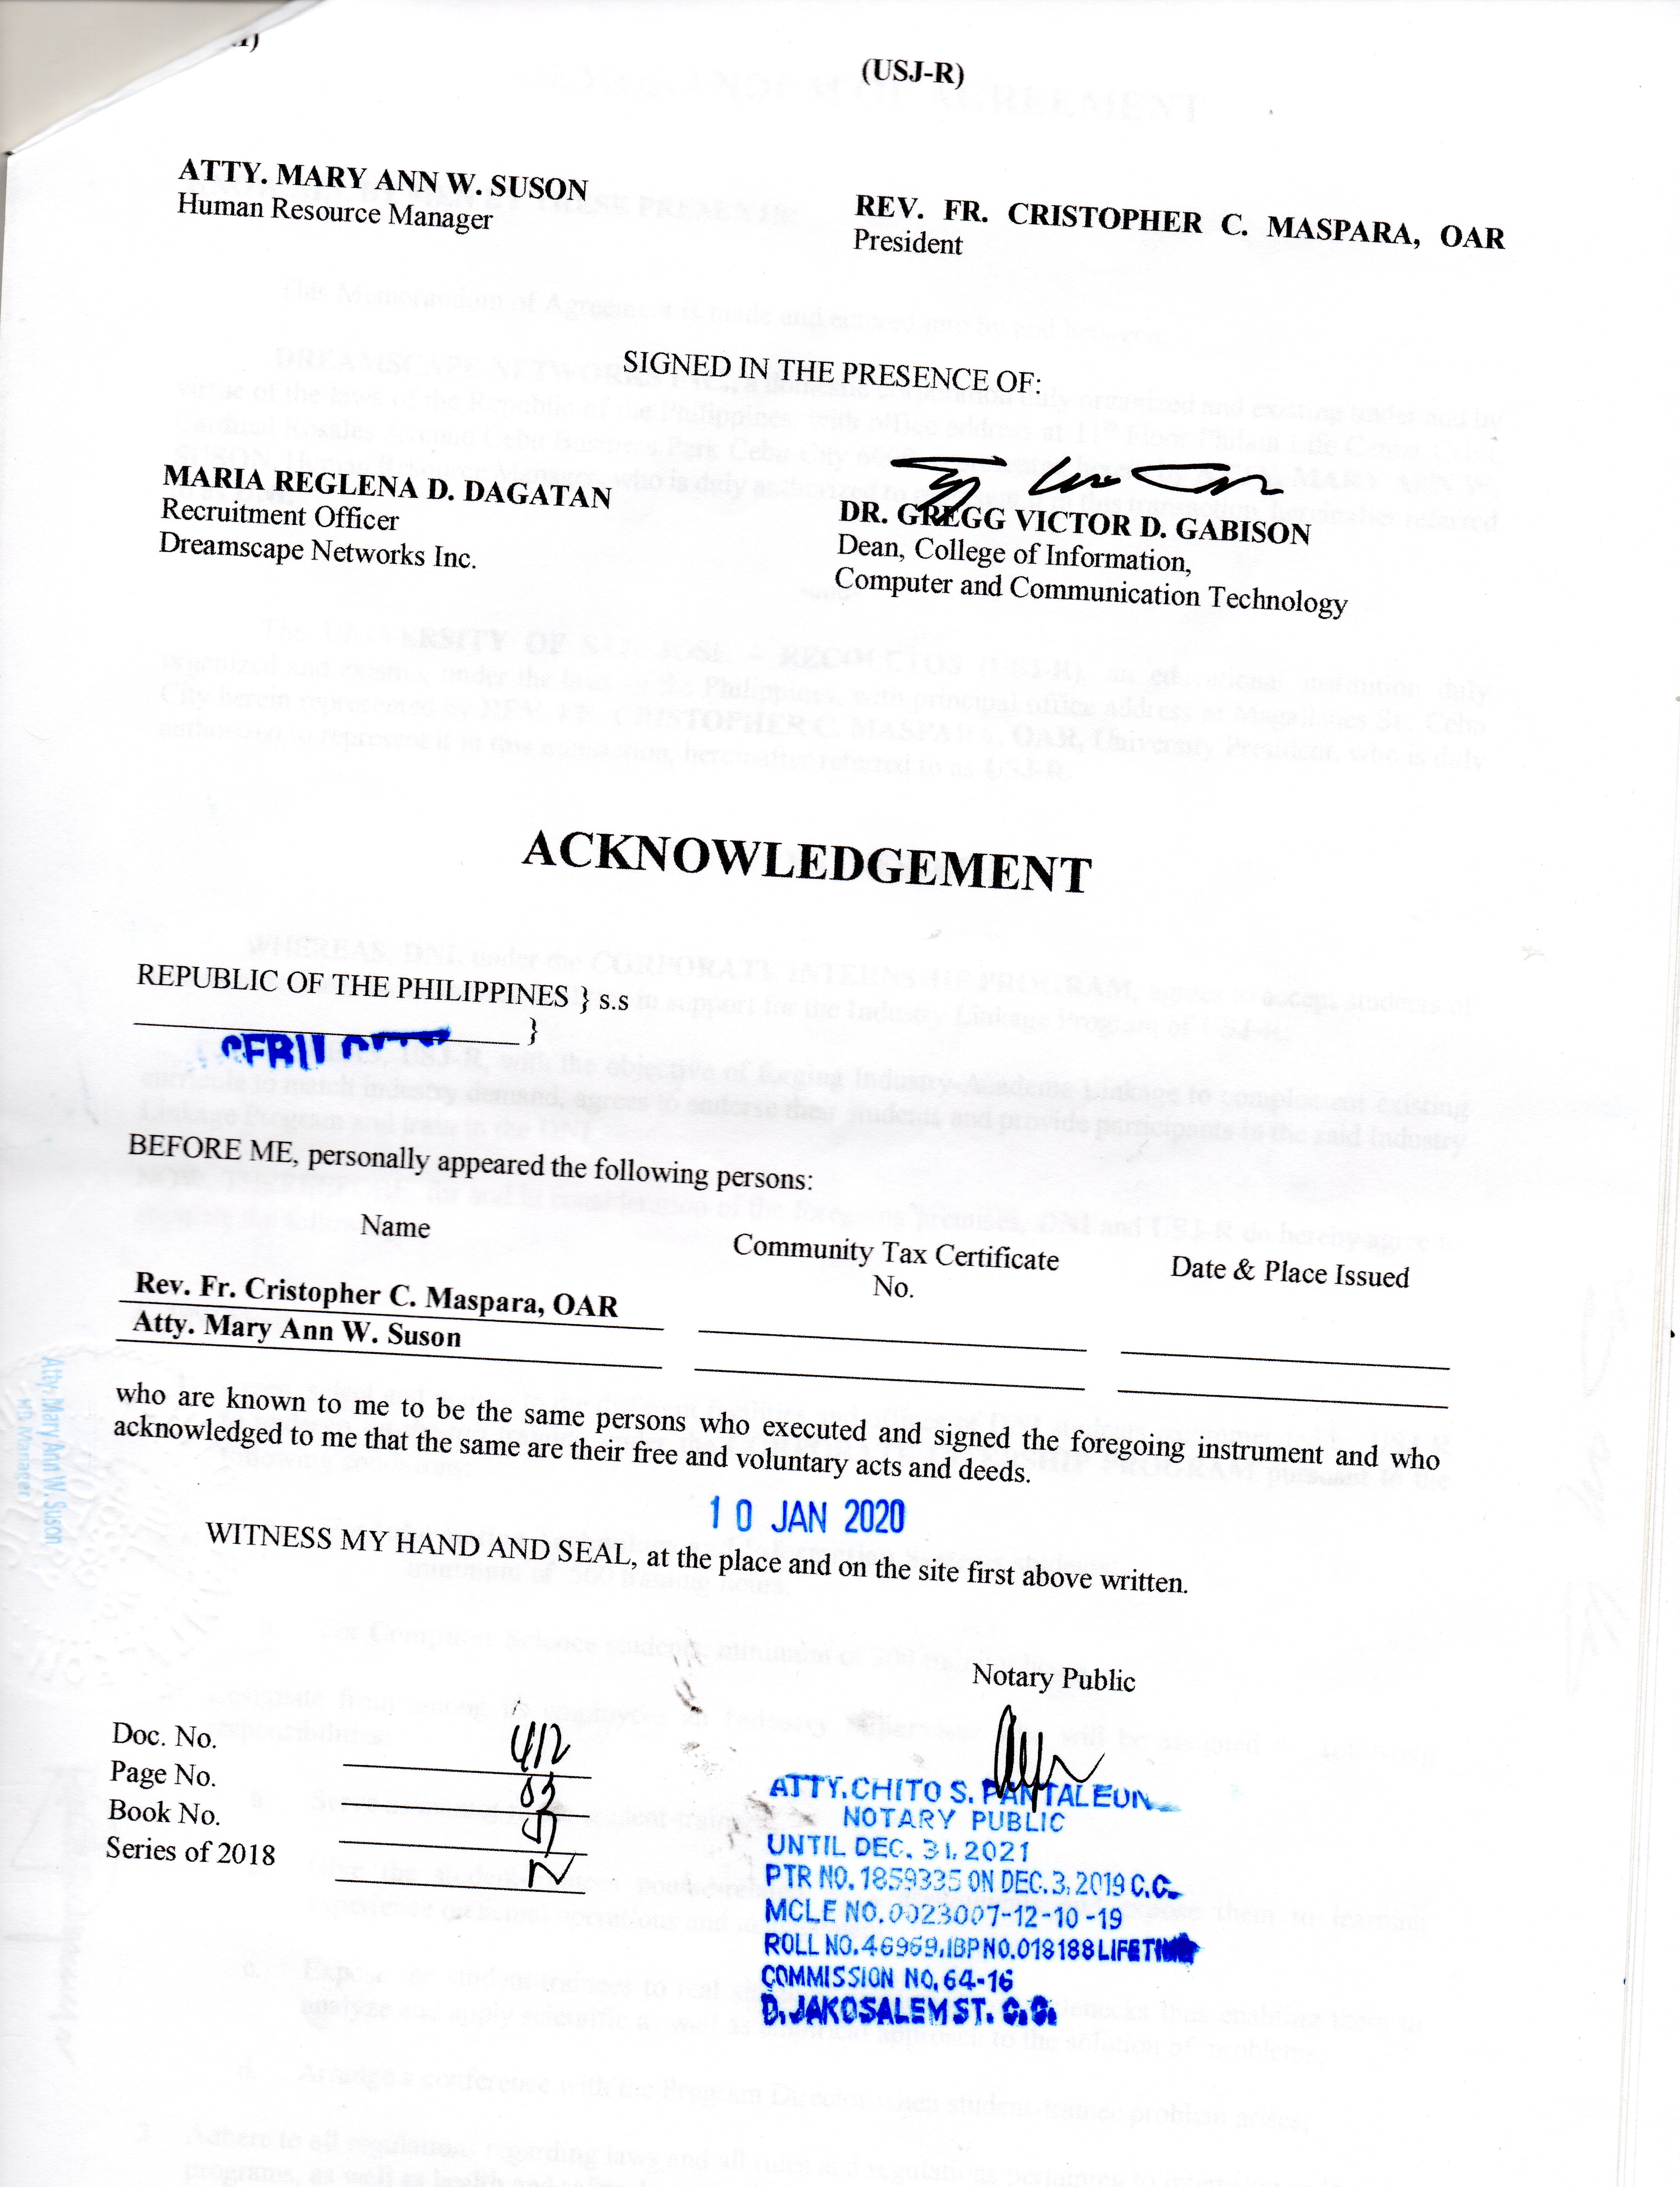 (USJ-R)
ATTY. MARY ANN W. SUSON
Human Resource Manager
REV. FR. CRISTOPHER C. MASPARA, OAR
President
SIGNED IN THE PRESENCE OF:
MARIA REGLENA D. DAGATAN
Recruitment Officer
Dreamscape Networks Inc.
DR. GREGG VICTOR D. GABISON
Dean, College of Information,
Computer and Communication Technology
ACKNOWLEDGEMENT
REPUBLIC OF THE PHILIPPINES } s.s
}
CEBU CITY
BEFORE ME, personally appeared the following persons:
Name
Community Tax Certificate
No.
Date & Place Issued
Rev. Fr. Cristopher C. Maspara, OAR
Atty. Mary Ann W. Suson
who are known to me to be the same persons who executed and signed the foregoing instrument and who
acknowledged to me that the same are their free and voluntary acts and deeds.
10 JAN 2020
WITNESS MY HAND AND SEAL, at the place and on the site first above written.
Notary Public
Doc. No. 412
Page No. 83
Book No.
Series of 2018
ATTY. CHITO S. PANTALEON
NOTARY PUBLIC
UNTIL DEC. 31, 2021
PTR NO. 1859335 ON DEC. 3, 2019 C.C.
MCLE NO. 0023007-12-10-19
ROLL NO. 46969, IBP NO. 018188 LIFETIME
COMMISSION NO, 64-16
D. JAKOSALEM ST. C.C.
Atty. Mary Ann W. Suson
HR Manager